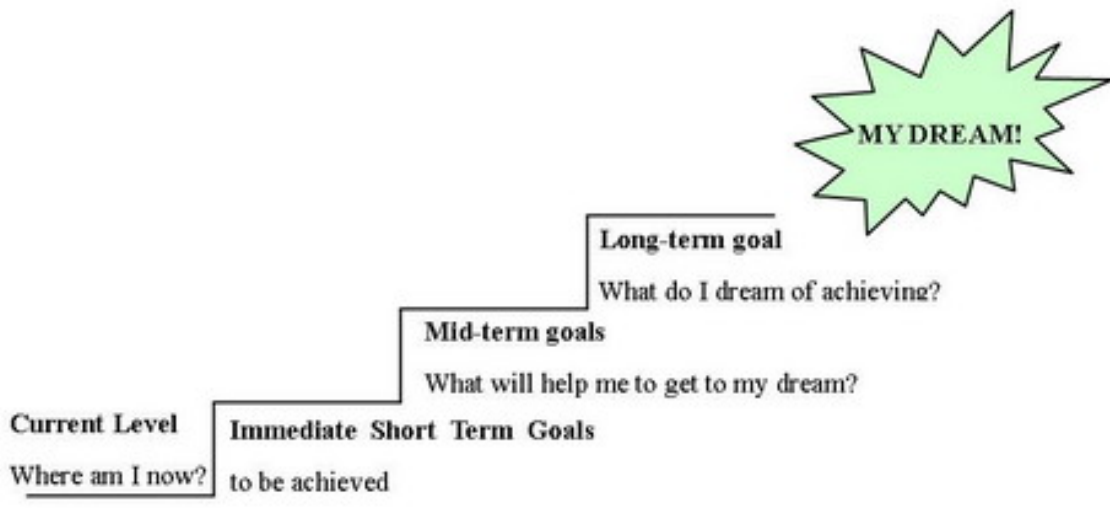 MY DREAM!
Long-term goal
What do I dream of achieving?
Mid-term goals
What will help me to get to my dream?
Current Level
Where am I now?
Immediate Short Term Goals
to be achieved